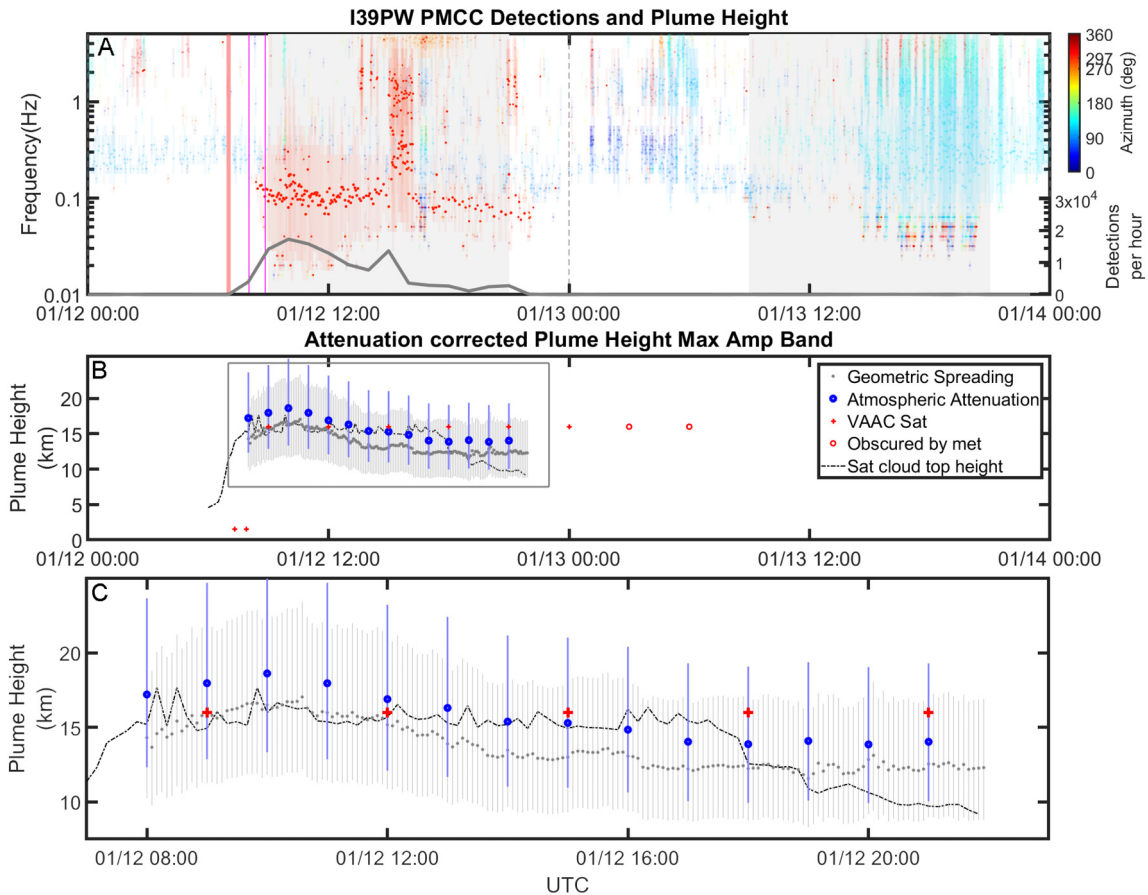 I39PW PMCC Detections and Plume Height
A
Frequency(Hz)
1
0.1
0.01
360
297
270
180
90
0
Azimuth (deg)
3x10⁴
2
1
0
Detections
per hour
01/12 00:00 01/12 12:00 01/13 00:00 01/13 12:00 01/14 00:00
Attenuation corrected Plume Height Max Amp Band
B
Plume Height
(km)
20
15
10
5
0
Geometric Spreading
Atmospheric Attenuation
VAAC Sat
Obscured by met
Sat cloud top height
01/12 00:00 01/12 12:00 01/13 00:00 01/13 12:00 01/14 00:00
C
Plume Height
(km)
20
15
10
01/12 08:00 01/12 12:00 01/12 16:00 01/12 20:00
UTC